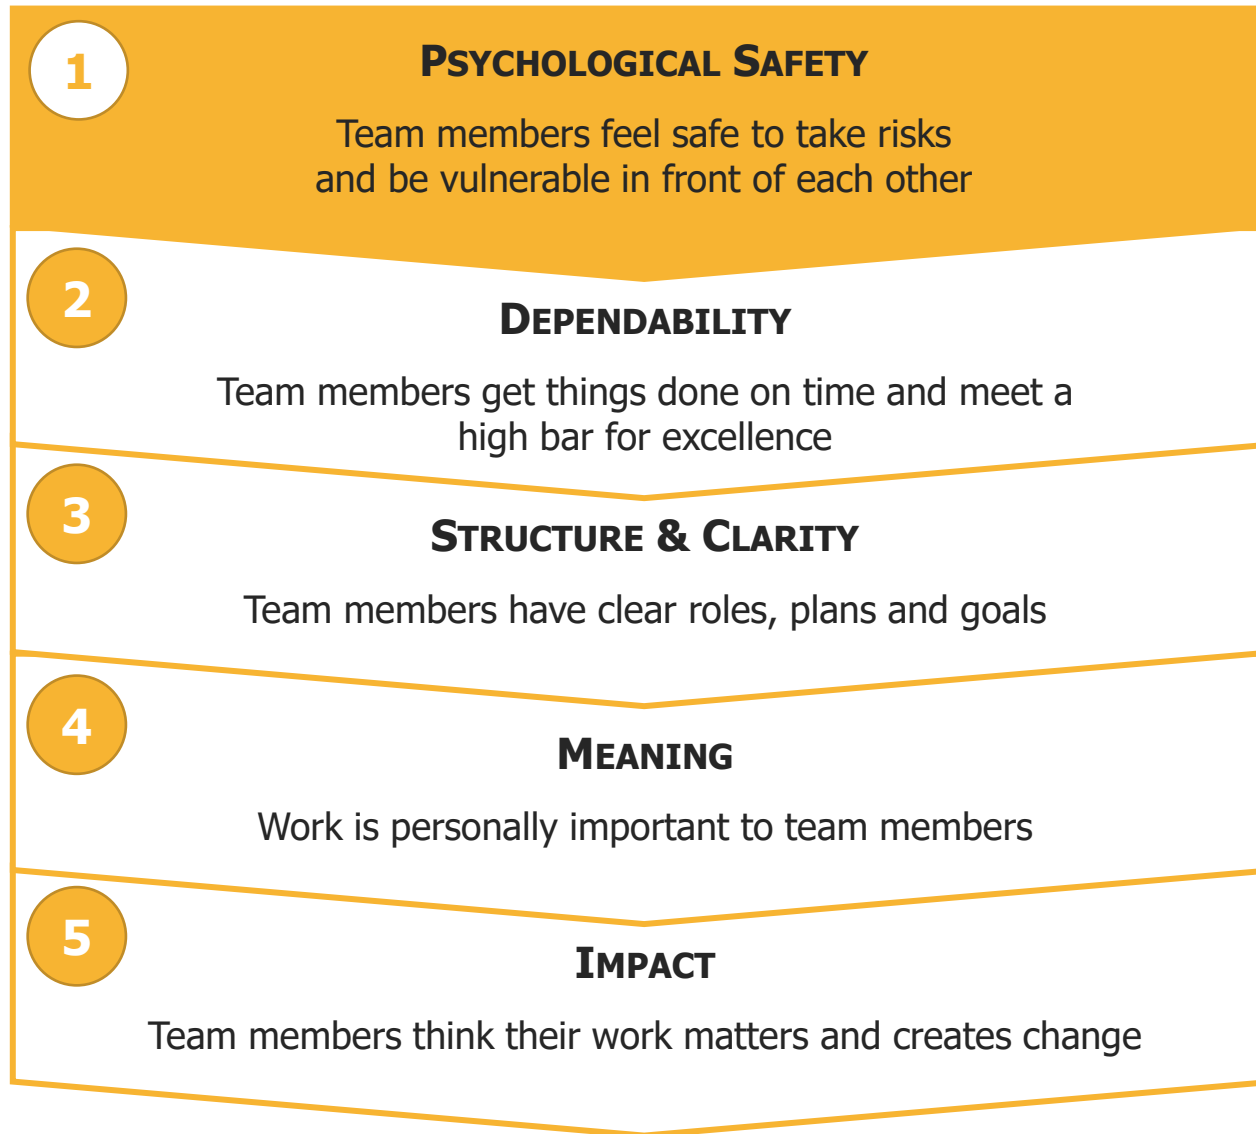 1
PSYCHOLOGICAL SAFETY
Team members feel safe to take risks
and be vulnerable in front of each other
2
DEPENDABILITY
Team members get things done on time and meet a
high bar for excellence
3
STRUCTURE & CLARITY
Team members have clear roles, plans and goals
4
MEANING
Work is personally important to team members
5
IMPACT
Team members think their work matters and creates change